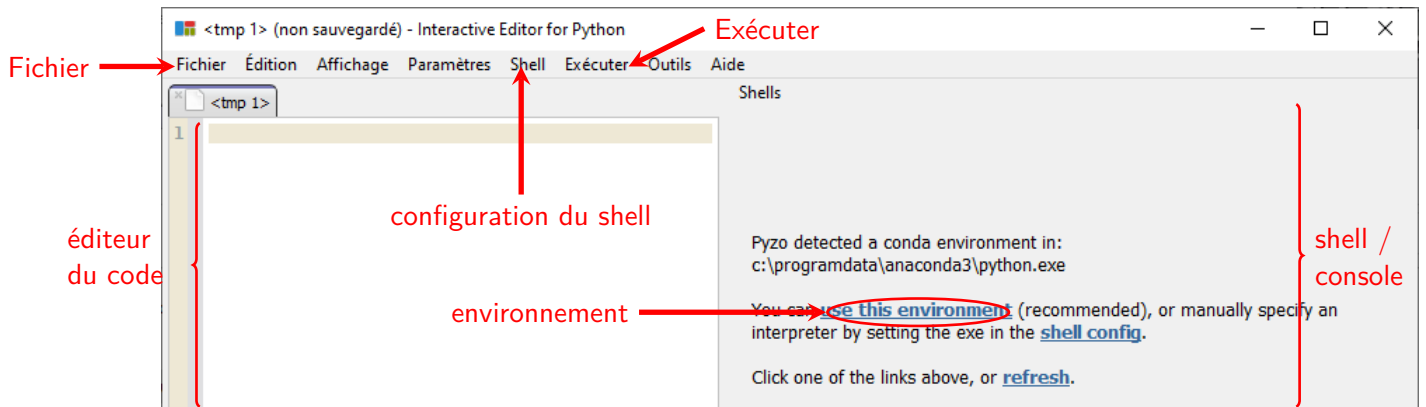 <tmp 1> (non sauvegardé) - Interactive Editor for Python
Exécuter
Fichier
Fichier Édition Affichage Paramètres Shell Exécuter Outils Aide
<tmp 1>
Shells
1
configuration du shell
éditeur
du code
Pyzo detected a conda environment in:
c:\programdata\anaconda3\python.exe
shell /
console
environnement
You can use this environment (recommended), or manually specify an
interpreter by setting the exe in the shell config.
Click one of the links above, or refresh.